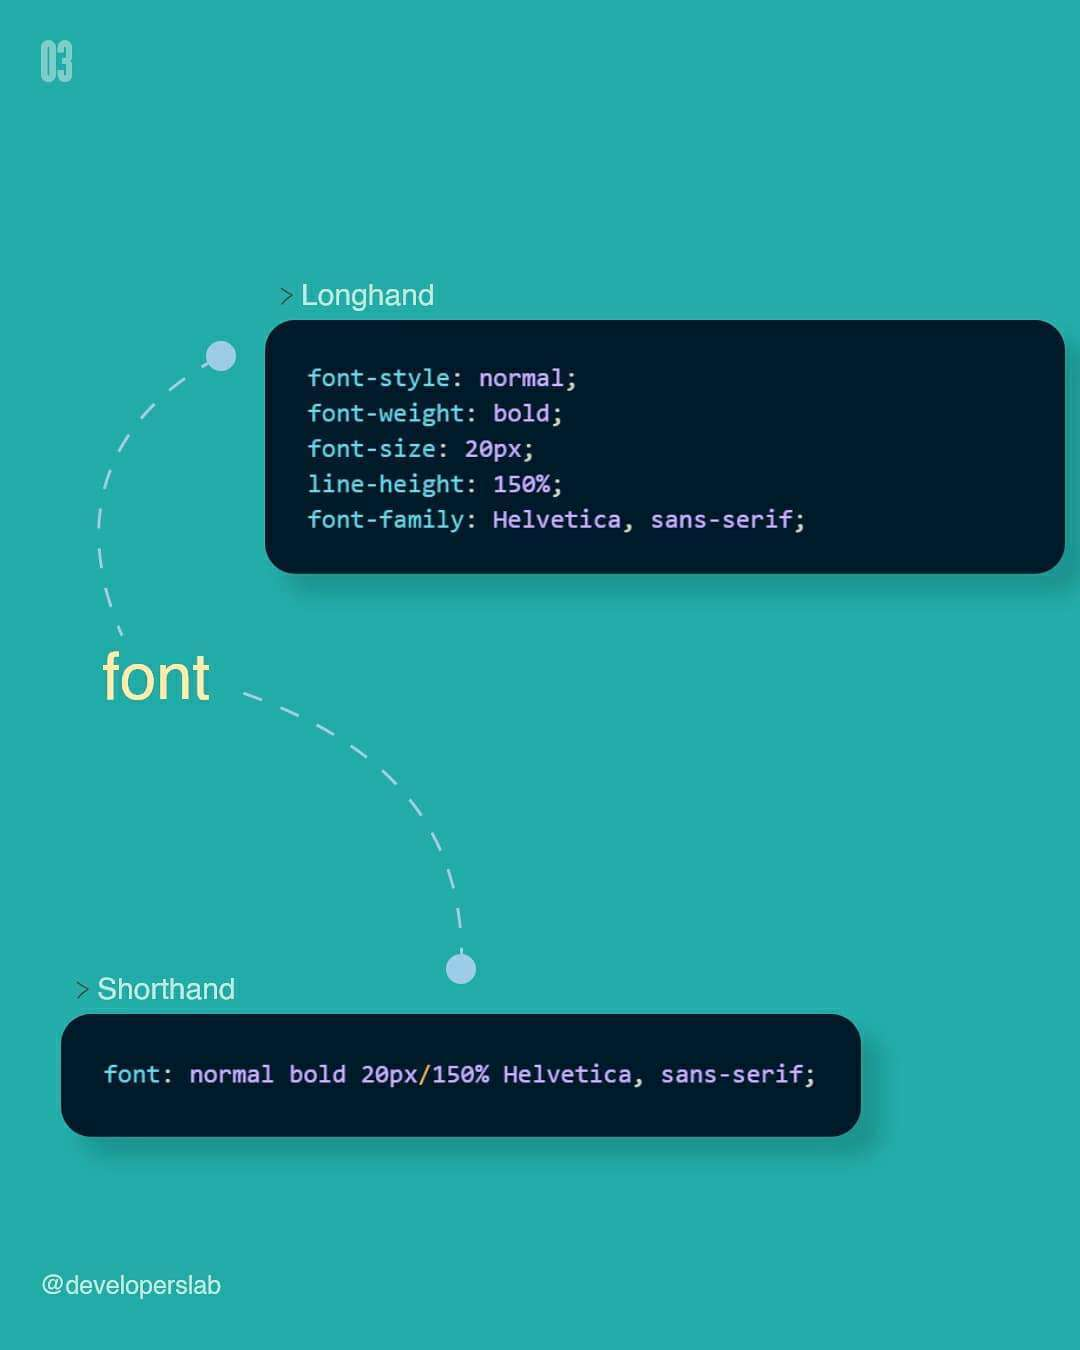 03
> Longhand
font-style: normal;
font-weight: bold;
font-size: 20px;
line-height: 150%;
font-family: Helvetica, sans-serif;
font
> Shorthand
font: normal bold 20px/150% Helvetica, sans-serif;
@developerslab